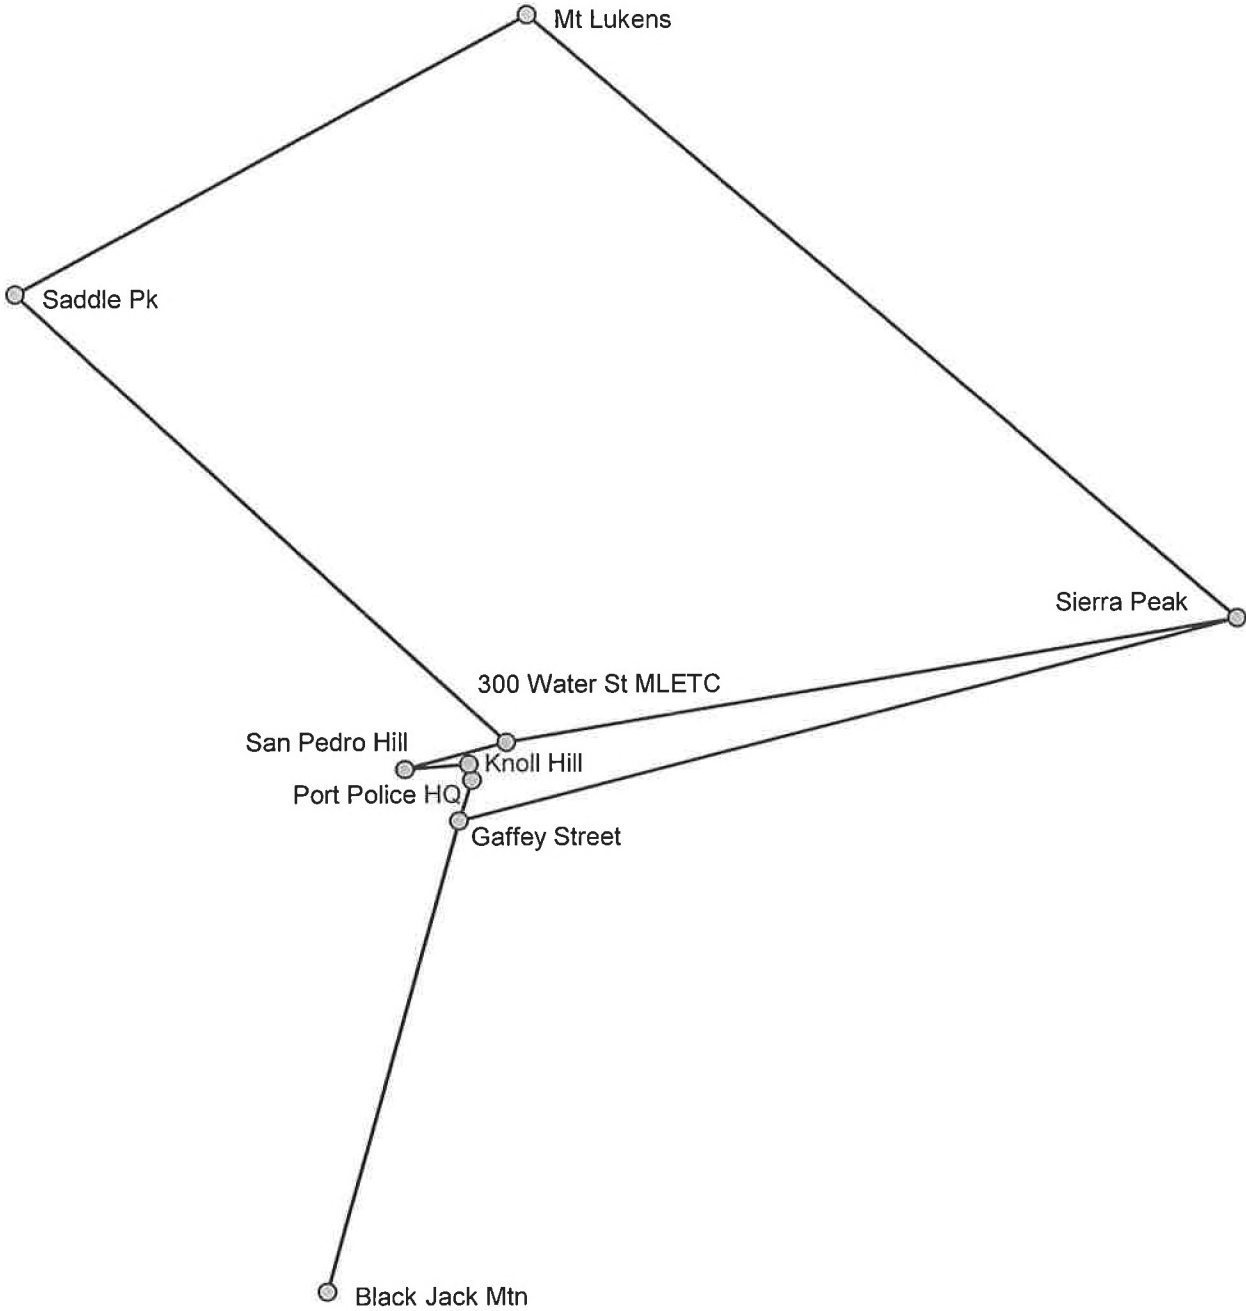 Mt Lukens
Saddle Pk
Sierra Peak
300 Water St MLETC
San Pedro Hill
Knoll Hill
Port Police HQ
Gaffey Street
Black Jack Mtn